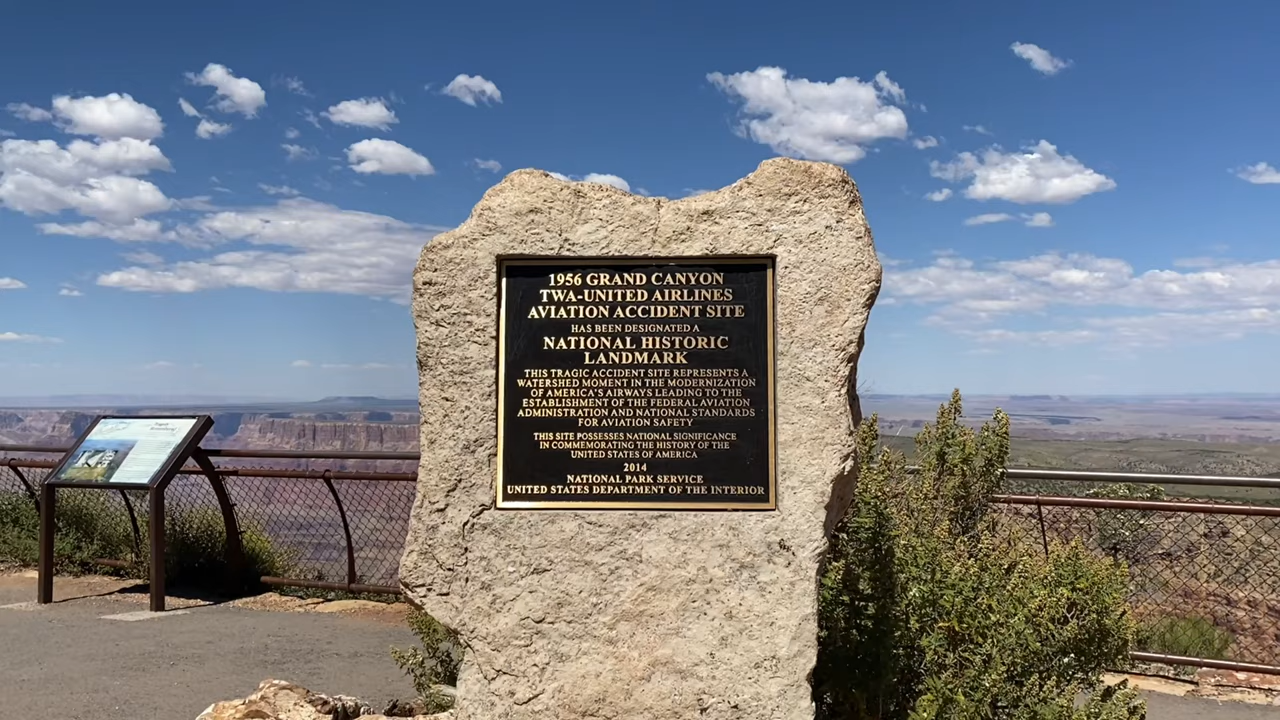 1956 GRAND CANYON
TWA-UNITED AIRLINES
AVIATION ACCIDENT SITE
HAS BEEN DESIGNATED A
NATIONAL HISTORIC
LANDMARK
THIS TRAGIC ACCIDENT SITE REPRESENTS A
WATERSHED MOMENT IN THE MODERNIZATION
OF AMERICA'S AIRWAYS LEADING TO THE
ESTABLISHMENT OF THE FEDERAL AVIATION
ADMINISTRATION AND NATIONAL STANDARDS
FOR AVIATION SAFETY
THIS SITE POSSESSES NATIONAL SIGNIFICANCE
IN COMMEMORATING THE HISTORY OF THE
UNITED STATES OF AMERICA
2014
NATIONAL PARK SERVICE
UNITED STATES DEPARTMENT OF THE INTERIOR